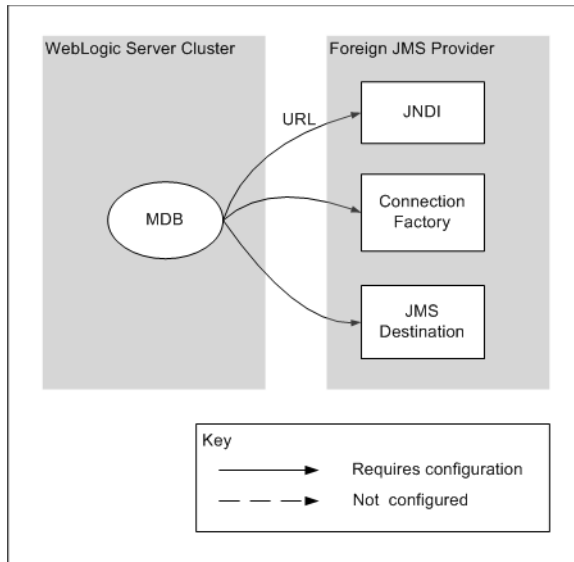 WebLogic Server Cluster
Foreign JMS Provider
URL
JNDI
MDB
Connection
Factory
JMS
Destination
Key
Requires configuration
Not configured